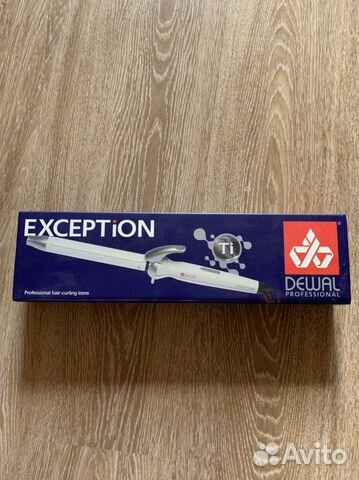 EXCEPTiON
Ti
DEWAL
PROFESSIONAL
Professional hair-curling irons
Avito